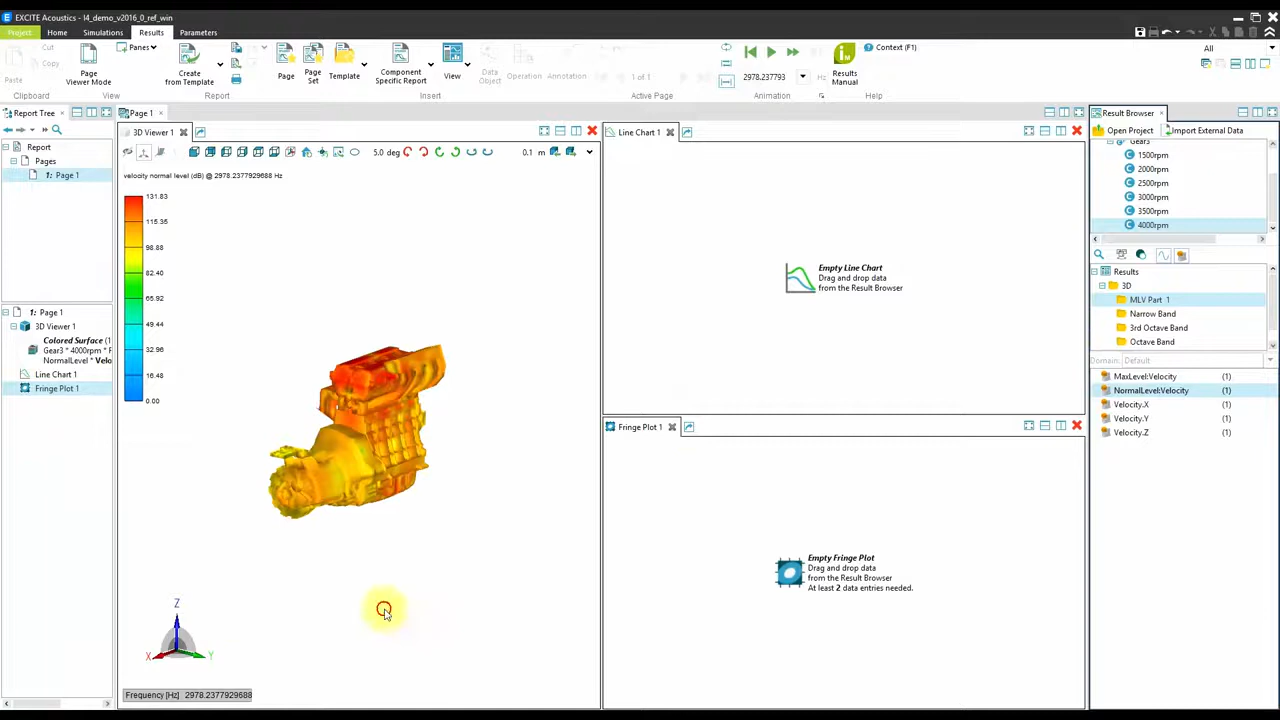 EXCITE Acoustics - I4_demo_v2016_0_ref_win
Project Home Simulations Results Parameters
Cut
Copy
Paste
Clipboard
Page
Viewer Mode
Panes
View
Create
from Template
Report
Page
Page
Set
Template
Component
Specific Report
View
Insert
Data
Object
Operation
Annotation
1 of 1
Active Page
2978.237793 Hz
Animation
Results
Manual
Context (F1)
Help
All
Report Tree
Report
Pages
1: Page 1
1: Page 1
3D Viewer 1
Colored Surface (
Gear3 * 4000rpm * F
NormalLevel * Velo
Line Chart 1
Fringe Plot 1
Page 1
3D Viewer 1
5.0 deg
0.1 m
velocity normal level (dB) @ 2978.2377929688 Hz
131.83
115.35
98.88
82.40
65.92
49.44
32.96
16.48
0.00
Z
X
Y
Frequency [Hz] 2978.2377929688
Line Chart 1
Empty Line Chart
Drag and drop data
from the Result Browser
Fringe Plot 1
Empty Fringe Plot
Drag and drop data
from the Result Browser
At least 2 data entries needed.
Result Browser
Open Project Import External Data
Gear3
1500rpm
2000rpm
2500rpm
3000rpm
3500rpm
4000rpm
Results
3D
MLV Part 1
Narrow Band
3rd Octave Band
Octave Band
Domain: Default
MaxLevel:Velocity (1)
NormalLevel:Velocity (1)
Velocity.X (1)
Velocity.Y (1)
Velocity.Z (1)